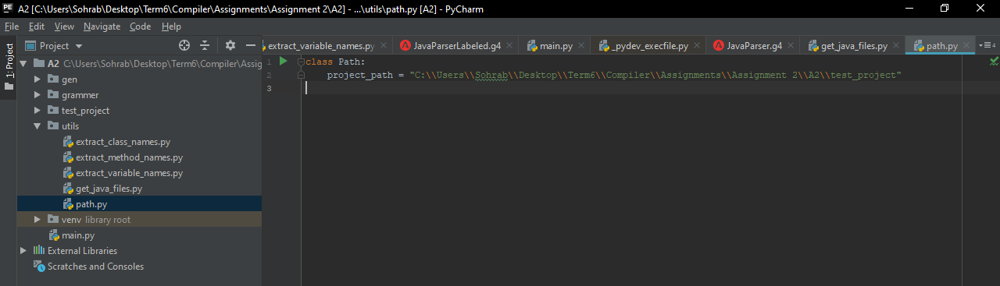 PE A2 [C:\Users\Sohrab\Desktop\Term6\Compiler\Assignments\Assignment 2\A2] - ...\utils\path.py [A2] - PyCharm
File Edit View Navigate Code Help
1: Project
Project
extract_variable_names.py JavaParserLabeled.g4 main.py _pydev_execfile.py JavaParser.g4 get_java_files.py path.py 4
A2 C:\Users\Sohrab\Desktop\Term6\Compiler\Assig
gen
grammer
test_project
utils
extract_class_names.py
extract_method_names.py
extract_variable_names.py
get_java_files.py
path.py
venv library root
main.py
External Libraries
Scratches and Consoles
1 class Path:
2 project_path = "C:\\Users\\Sohrab\\Desktop\\Term6\\Compiler\\Assignments\\Assignment 2\\A2\\test_project"
3